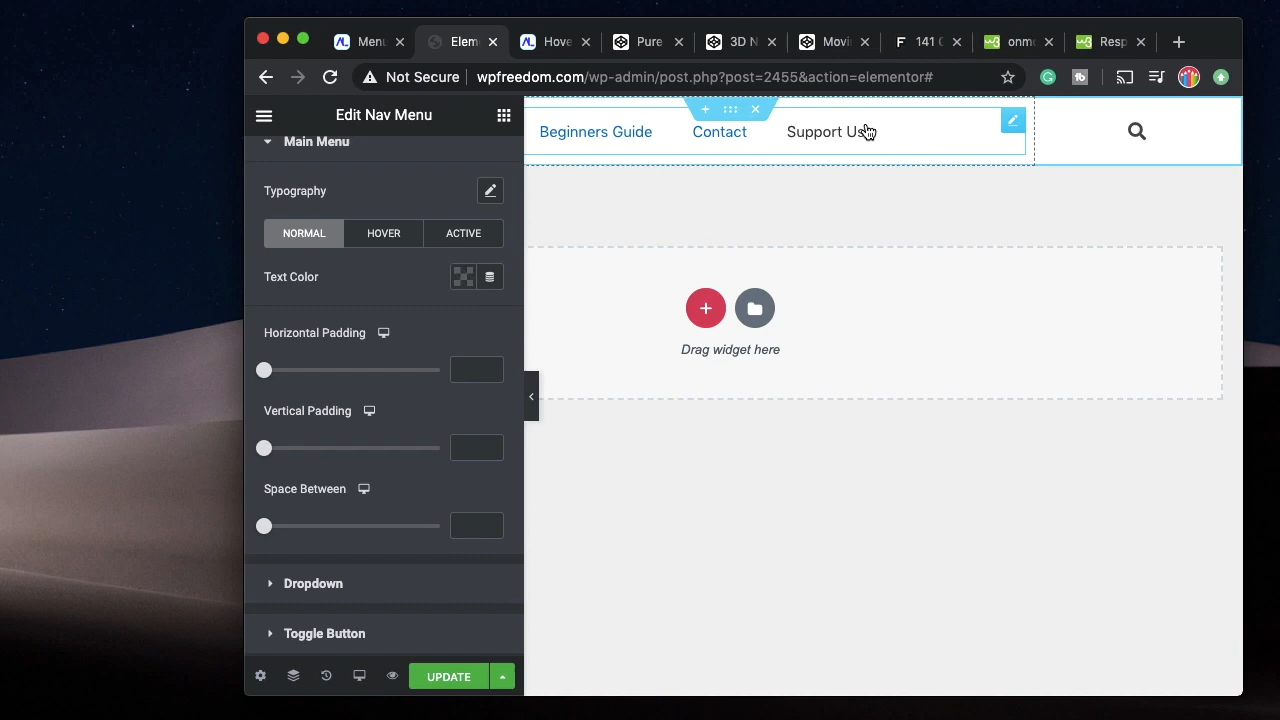 Men
Elem
Hove
Pure
3D N
Movi
F 141 C
onm
Resp
Not Secure wpfreedom.com/wp-admin/post.php?post=2455&action=elementor#
Edit Nav Menu
Main Menu
Beginners Guide Contact Support Us
Typography
NORMAL HOVER ACTIVE
Text Color
Horizontal Padding
Drag widget here
Vertical Padding
Space Between
Dropdown
Toggle Button
UPDATE